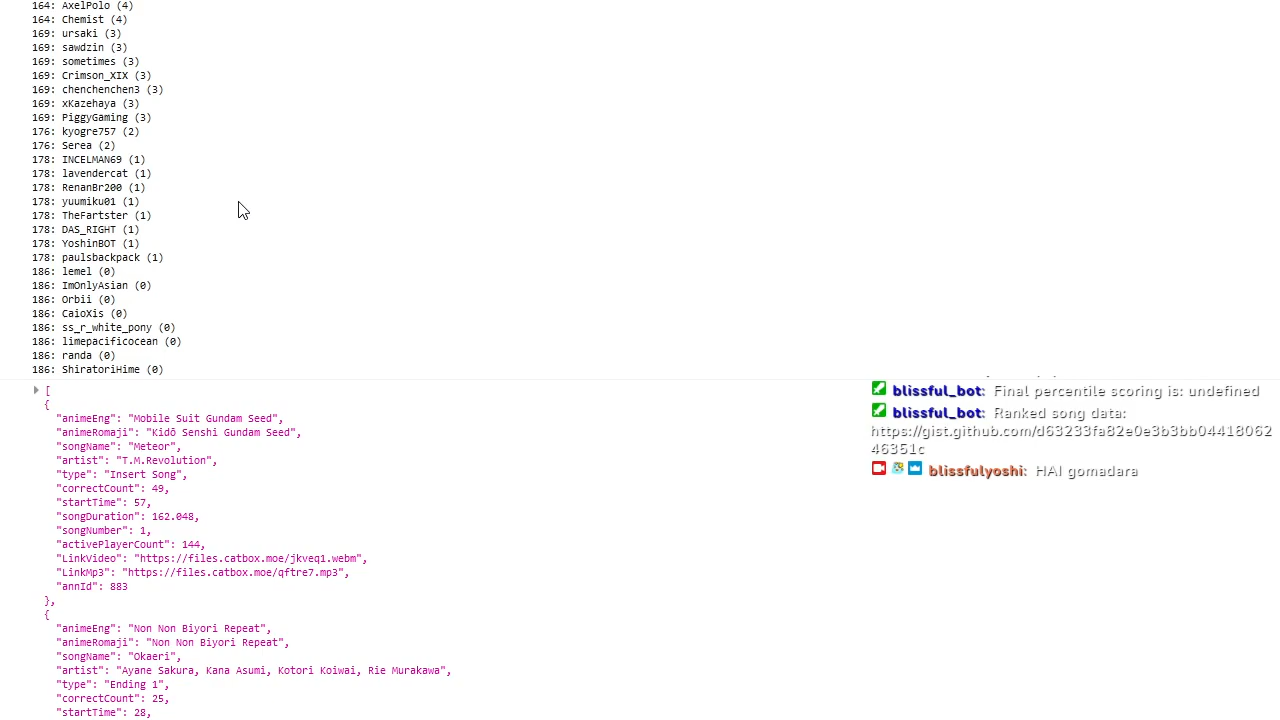 164: AxelPolo (4)
164: Chemist (4)
169: ursaki (3)
169: sawdzin (3)
169: sometimes (3)
169: Crimson_XIX (3)
169: chenchenchen3 (3)
169: xKazehaya (3)
169: PiggyGaming (3)
176: kyogre757 (2)
176: Serea (2)
178: INCELMAN69 (1)
178: lavendercat (1)
178: RenanBr200 (1)
178: yuumiku01 (1)
178: TheFartster (1)
178: DAS_RIGHT (1)
178: YoshinBOT (1)
178: paulsbackpack (1)
186: lemel (0)
186: ImOnlyAsian (0)
186: Orbii (0)
186: CaioXis (0)
186: ss_r_white_pony (0)
186: limepacificocean (0)
186: randa (0)
186: ShiratoriHime (0)
[
{
"animeEng": "Mobile Suit Gundam Seed",
"animeRomaji": "Kidō Senshi Gundam Seed",
"songName": "Meteor",
"artist": "T.M.Revolution",
"type": "Insert Song",
"correctCount": 49,
"startTime": 57,
"songDuration": 162.048,
"songNumber": 1,
"activePlayerCount": 144,
"LinkVideo": "https://files.catbox.moe/jkveq1.webm",
"LinkMp3": "https://files.catbox.moe/qftre7.mp3",
"annId": 883
},
{
"animeEng": "Non Non Biyori Repeat",
"animeRomaji": "Non Non Biyori Repeat",
"songName": "Okaeri",
"artist": "Ayane Sakura, Kana Asumi, Kotori Koiwai, Rie Murakawa",
"type": "Ending 1",
"correctCount": 25,
"startTime": 28,
blissful_bot: Final percentile scoring is: undefined
blissful_bot: Ranked song data:
https://gist.github.com/d63233fa82e0e3b3bb04418062
46351c
blissfulyoshi: HAI gomadara